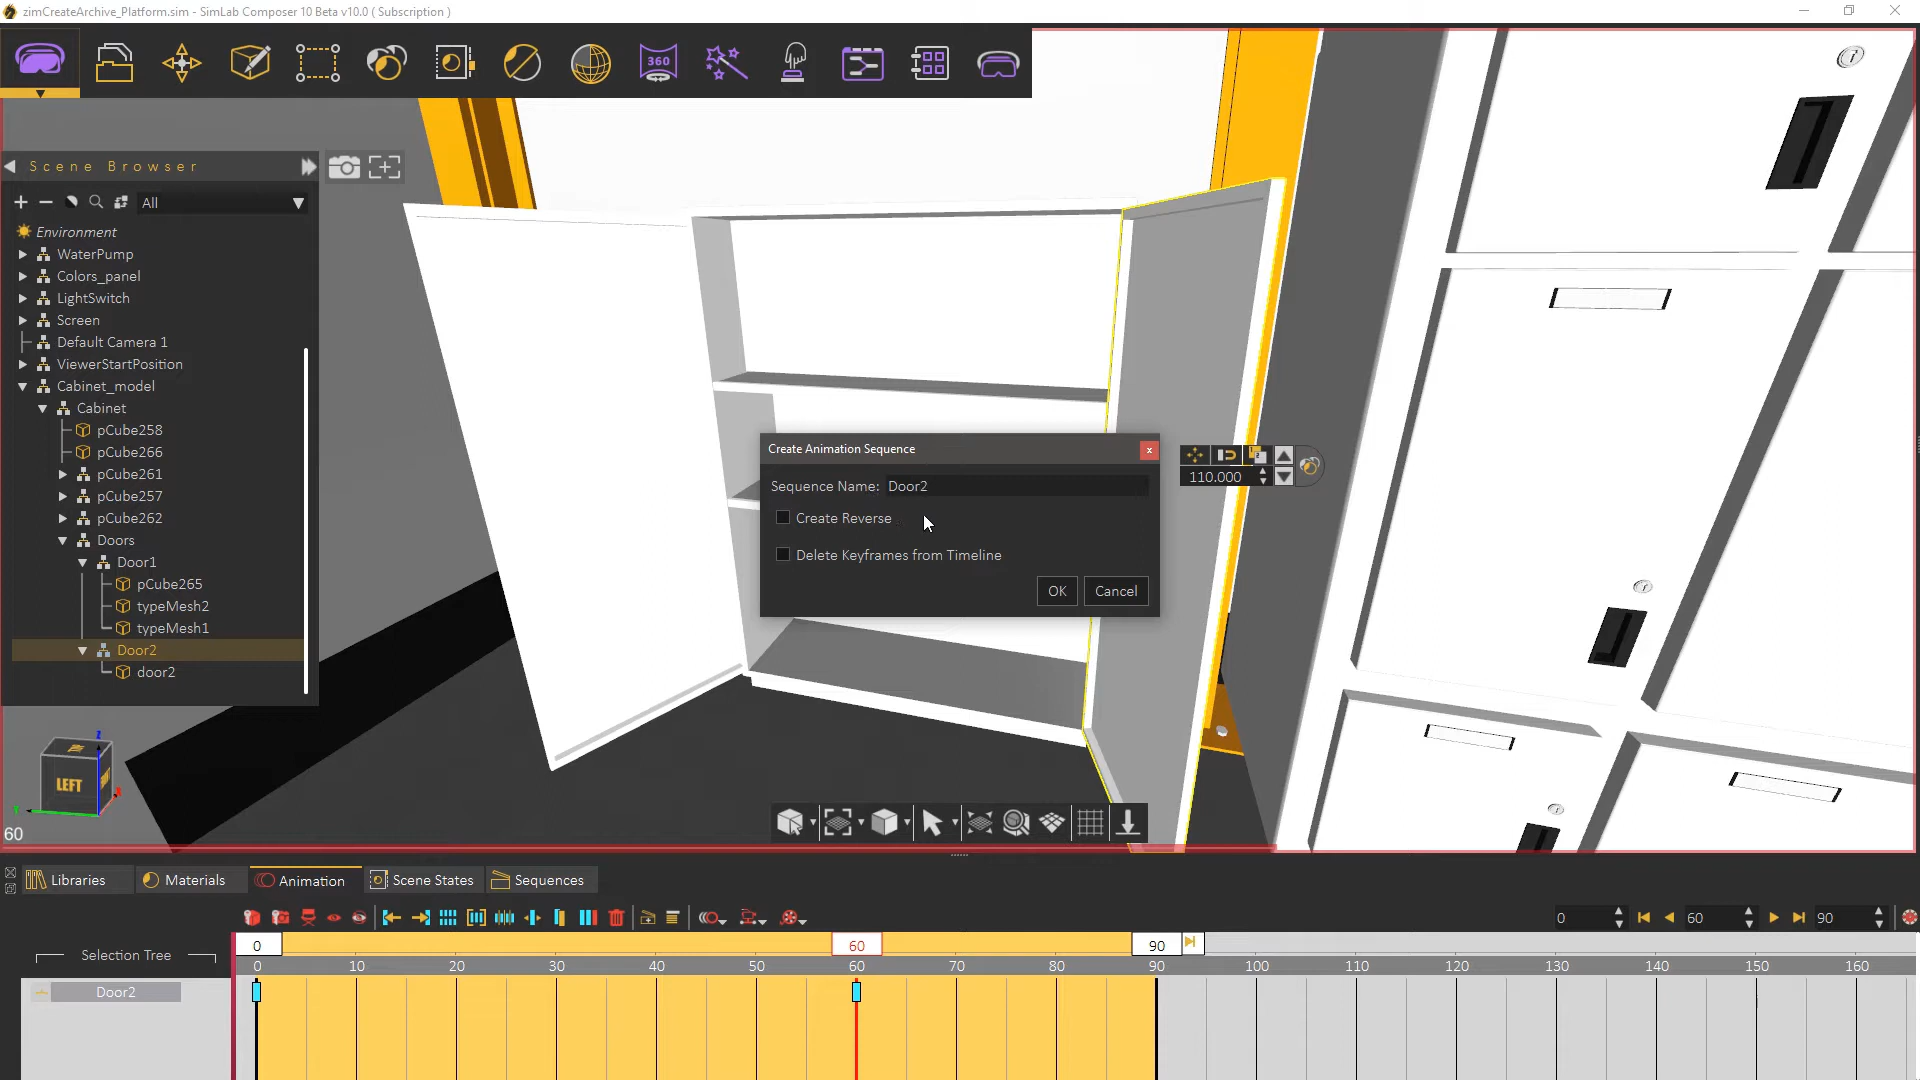 zimCreateArchive_Platform.sim - SimLab Composer 10 Beta v10.0 ( Subscription )
360
Scene Browser
All
Environment
WaterPump
Colors_panel
LightSwitch
Screen
Default Camera 1
ViewerStartPosition
Cabinet_model
Cabinet
pCube258
pCube266
pCube261
pCube257
pCube262
Doors
Door1
pCube265
typeMesh2
typeMesh1
Door2
door2
Create Animation Sequence
x
Sequence Name: Door2
Create Reverse
Delete Keyframes from Timeline
OK Cancel
110.000
LEFT
60
Libraries Materials Animation Scene States Sequences
0 60 90
Selection Tree
0 60 90
0 10 20 30 40 50 60 70 80 90 100 110 120 130 140 150 160
Door2